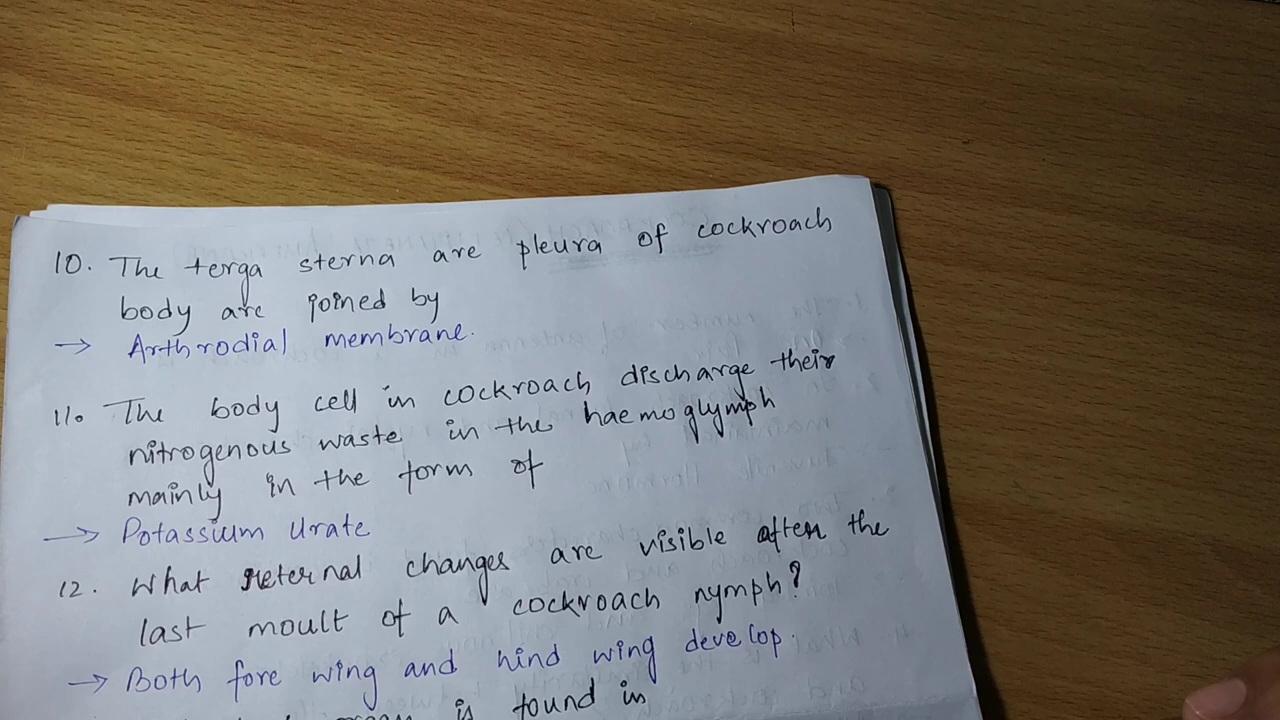 10. The terga sterna are pleura of cockroach
body are joined by
→ Arthrodial membrane.
11. The body cell in cockroach discharge their
nitrogenous waste in the haemoglymph
mainly in the form of
→ Potassium Urate
12. What external changes are visible after the
last moult of a cockroach nymph?
→ Both fore wing and hind wing develop.
is found in